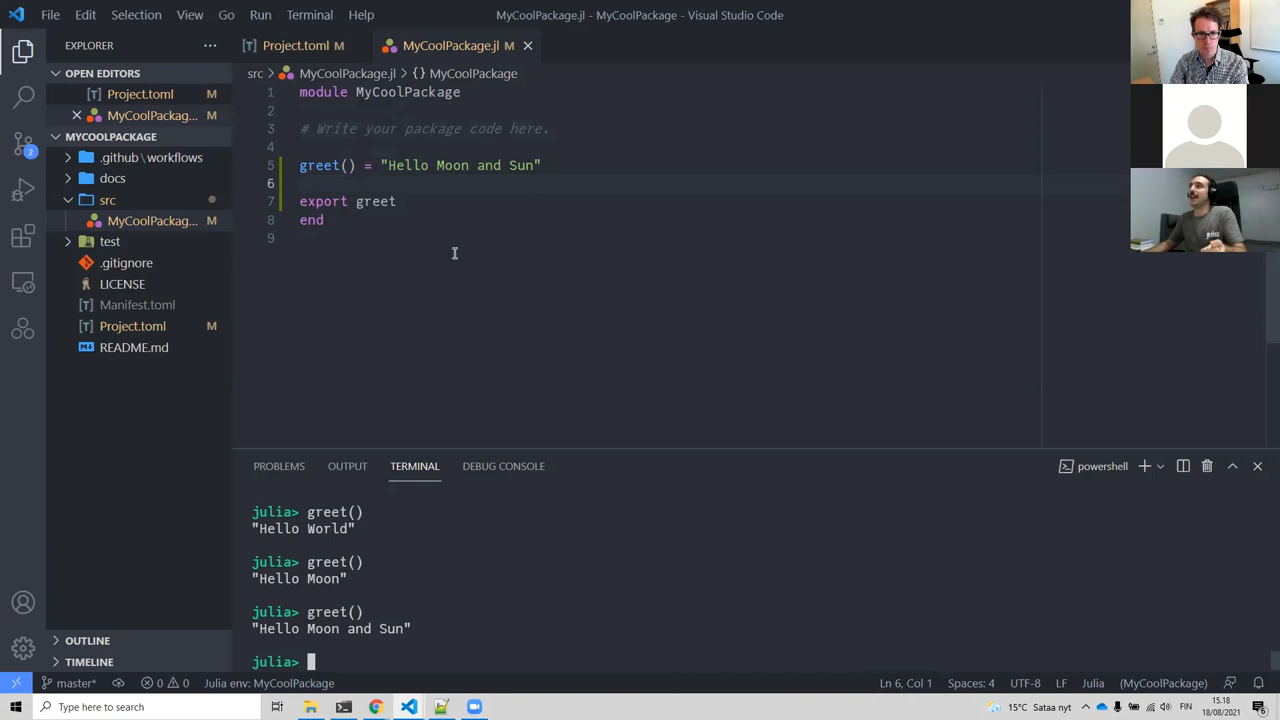 File Edit Selection View Go Run Terminal Help
MyCoolPackage.jl - MyCoolPackage - Visual Studio Code
EXPLORER
OPEN EDITORS
Project.toml M
MyCoolPackag... M
MYCOOLPACKAGE
.github\workflows
docs
src
MyCoolPackag... M
test
.gitignore
LICENSE
Manifest.toml
Project.toml M
README.md
OUTLINE
TIMELINE
Project.toml M
MyCoolPackage.jl M
src > MyCoolPackage.jl > {} MyCoolPackage
1 module MyCoolPackage
2
3 # Write your package code here.
4
5 greet() = "Hello Moon and Sun"
6
7 export greet
8 end
9
PROBLEMS OUTPUT TERMINAL DEBUG CONSOLE
powershell
julia> greet()
"Hello World"
julia> greet()
"Hello Moon"
julia> greet()
"Hello Moon and Sun"
julia>
2
master* 0 0 Julia env: MyCoolPackage
Ln 6, Col 1 Spaces: 4 UTF-8 LF Julia (MyCoolPackage)
Type here to search
15°C Sataa nyt
FIN
15.18
18/08/2021